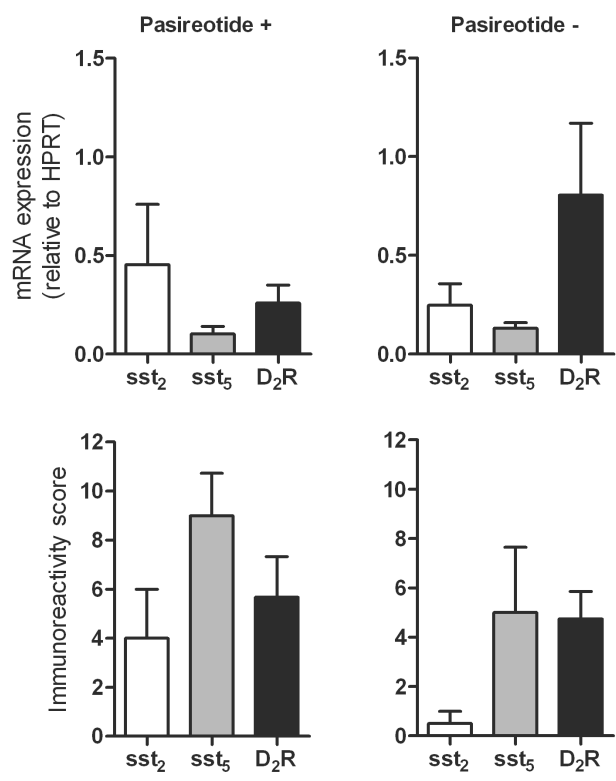 Pasireotide +
Pasireotide -
mRNA expression
(relative to HPRT)
1.5
1.0
0.5
0.0
sst₂ sst₅ D₂R
1.5
1.0
0.5
0.0
sst₂ sst₅ D₂R
Immunoreactivity score
12
10
8
6
4
2
0
sst₂ sst₅ D₂R
12
10
8
6
4
2
0
sst₂ sst₅ D₂R